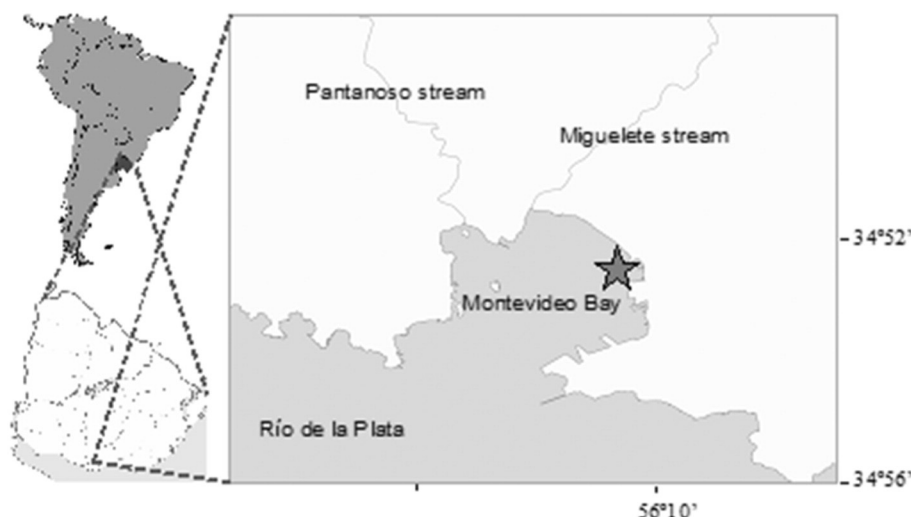 Pantanoso stream
Miguelete stream
34°52'
Montevideo Bay
Río de la Plata
34°56'
56°10'